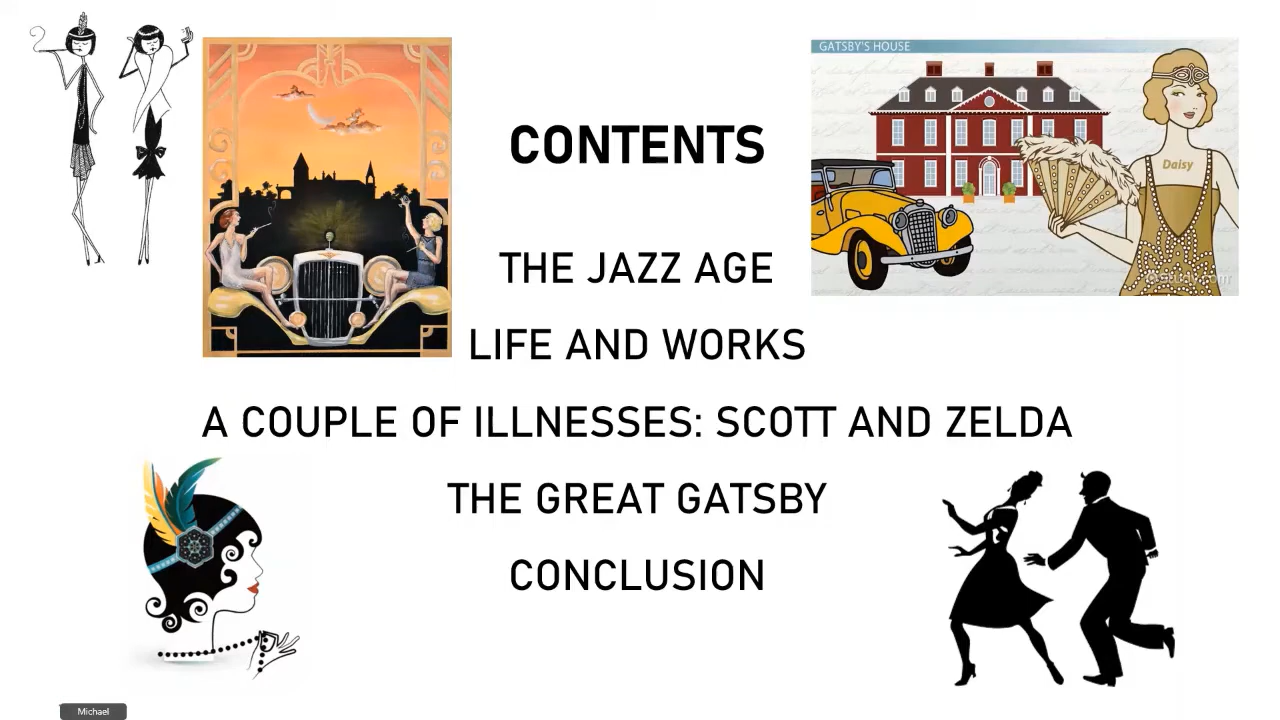 GATSBY'S HOUSE
CONTENTS
Daisy
THE JAZZ AGE
LIFE AND WORKS
A COUPLE OF ILLNESSES: SCOTT AND ZELDA
THE GREAT GATSBY
CONCLUSION
Michael